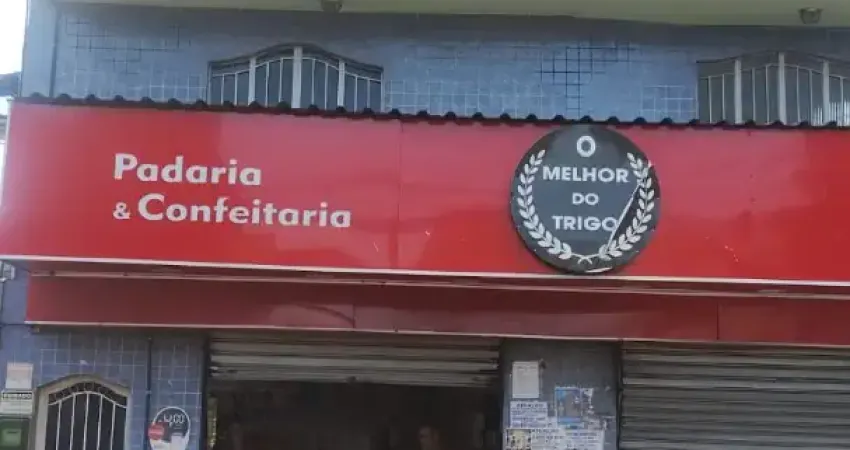 Padaria
& Confeitaria
O
MELHOR
DO
TRIGO